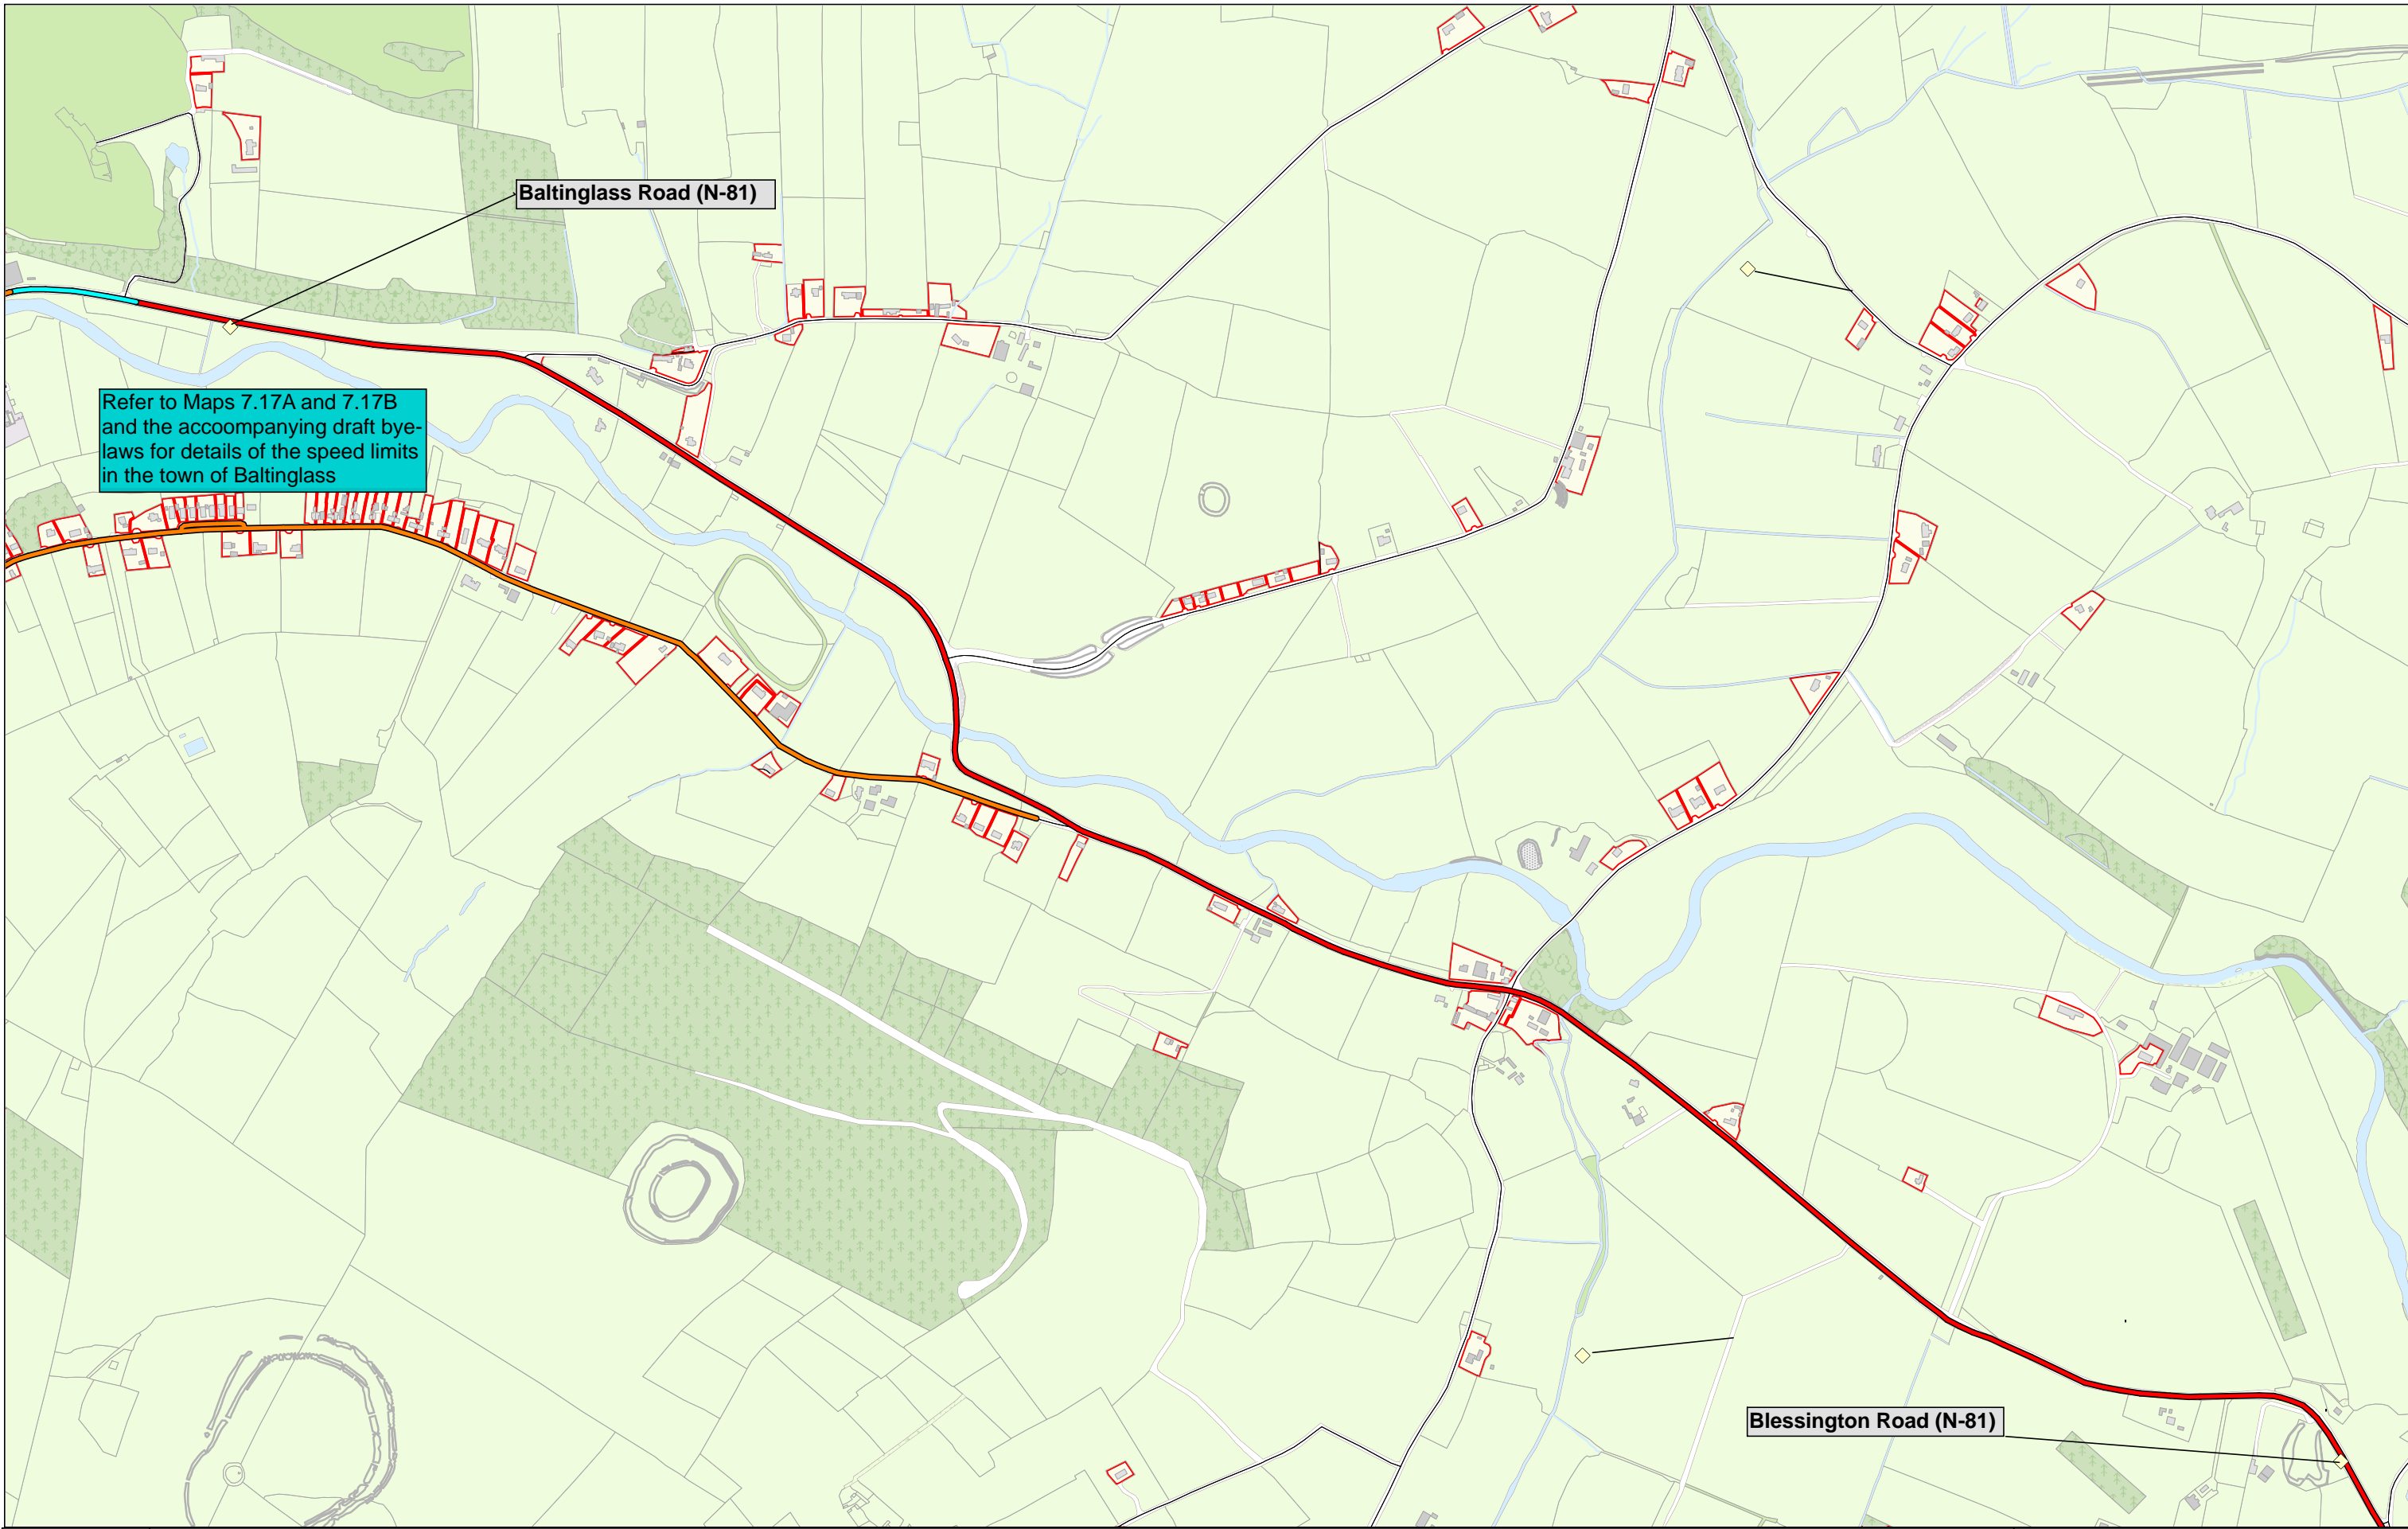 Baltinglass Road (N-81)
Refer to Maps 7.17A and 7.17B
and the accoompanying draft bye-
laws for details of the speed limits
in the town of Baltinglass
Blessington Road (N-81)